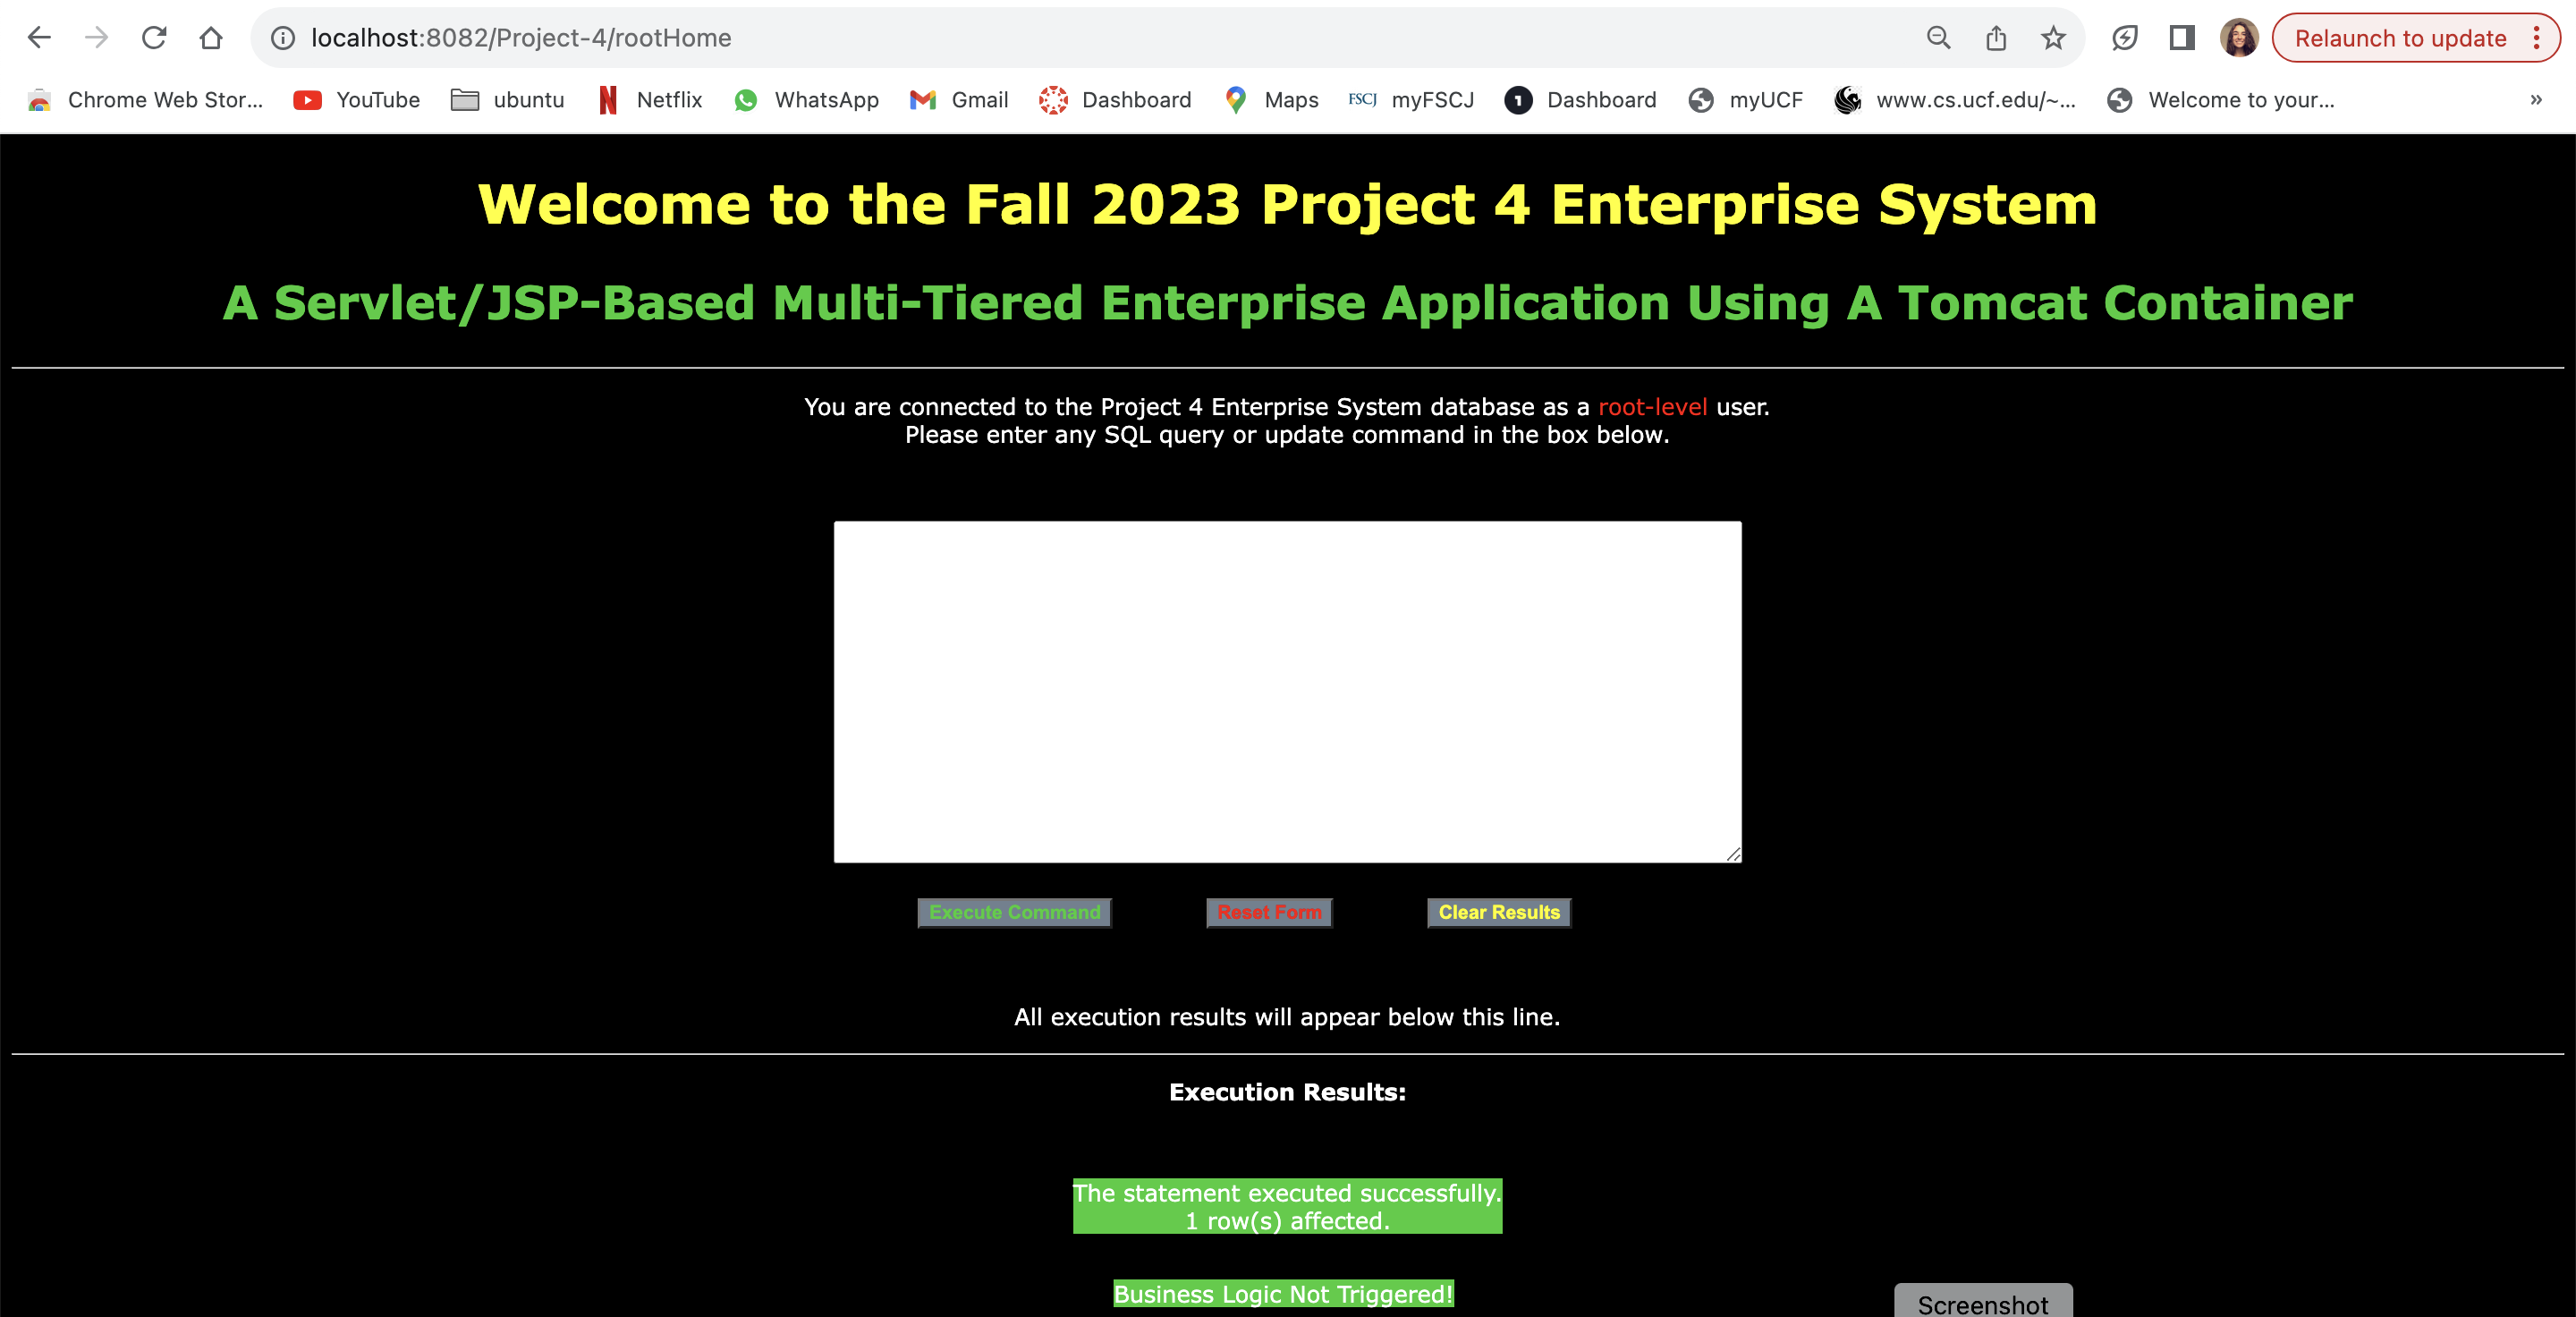 localhost:8082/Project-4/rootHome
Relaunch to update
Chrome Web Stor...
YouTube
ubuntu
Netflix
WhatsApp
Gmail
Dashboard
Maps
FSCJ myFSCJ
1 Dashboard
myUCF
www.cs.ucf.edu/~...
Welcome to your...
»
Welcome to the Fall 2023 Project 4 Enterprise System
A Servlet/JSP-Based Multi-Tiered Enterprise Application Using A Tomcat Container
You are connected to the Project 4 Enterprise System database as a root-level user.
Please enter any SQL query or update command in the box below.
Execute Command
Reset Form
Clear Results
All execution results will appear below this line.
Execution Results:
The statement executed successfully.
1 row(s) affected.
Business Logic Not Triggered!
Screenshot